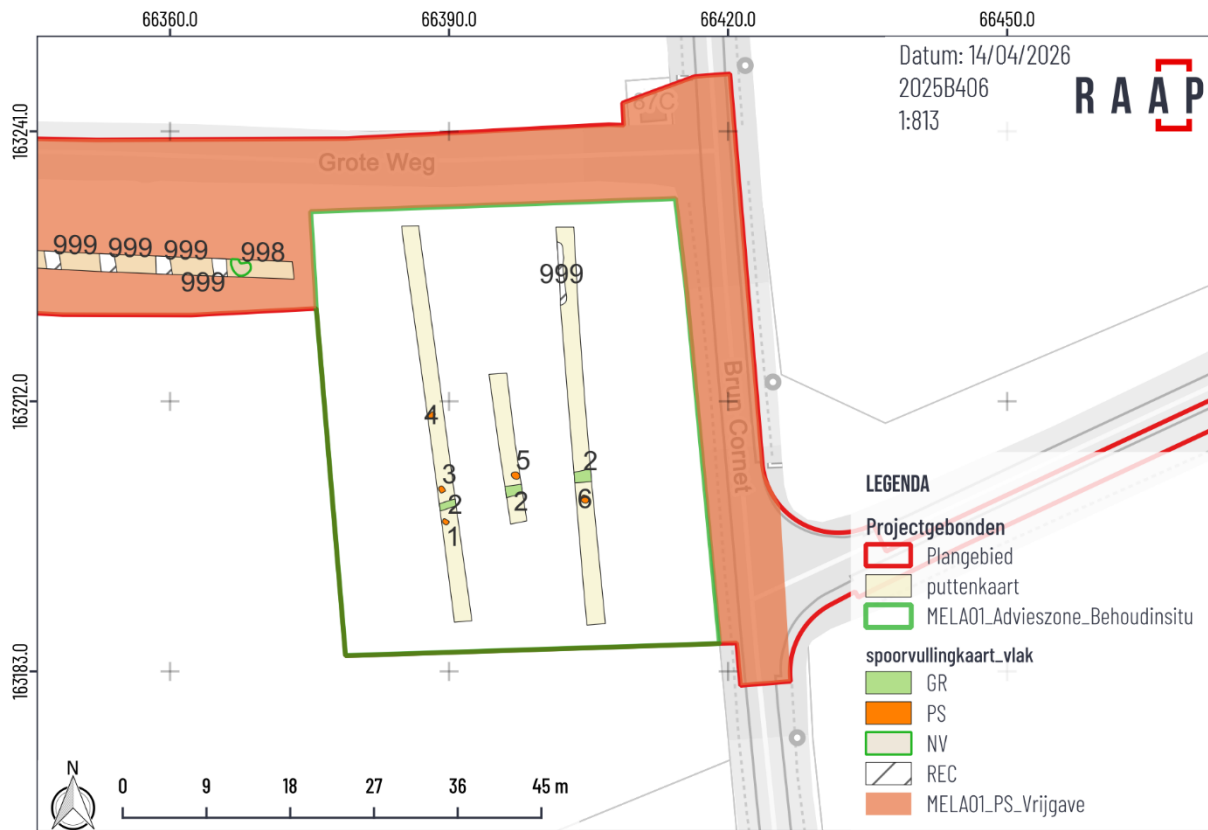 66360.0
66390.0
66420.0
66450.0
Datum: 14/04/2026
2025B406
1:813
RAAP
163241.0
163212.0
163183.0
87C
Grote Weg
999
999
999
998
999
999
Brun Cornet
4
3
2
1
5
2
2
6
LEGENDA
Projectgebonden
Plangebied
puttenkaart
MELA01_Advieszone_Behoudinsitu
spoorvullingkaart_vlak
GR
PS
NV
REC
MELA01_PS_Vrijgave
N
0
9
18
27
36
45 m